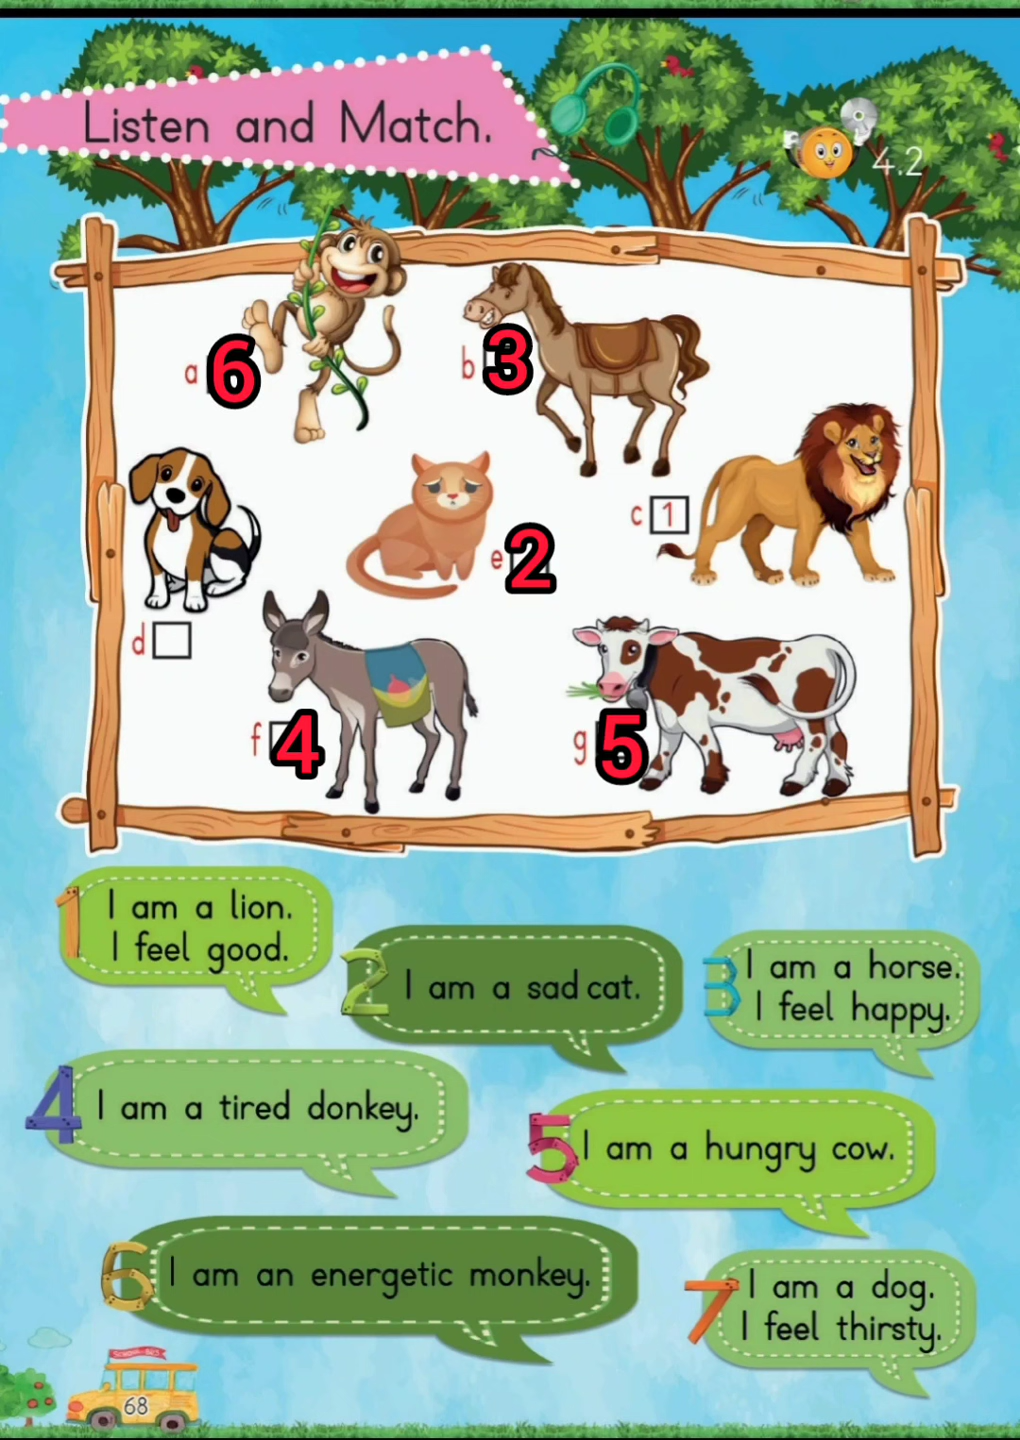 Listen and Match.
4.2
a 6
b 3
c 1
d
e 2
f 4
g 5
1 I am a lion.
I feel good.
2 I am a sad cat.
3 I am a horse.
I feel happy.
4 I am a tired donkey.
5 I am a hungry cow.
6 I am an energetic monkey.
7 I am a dog.
I feel thirsty.
SCHOOL BUS
68